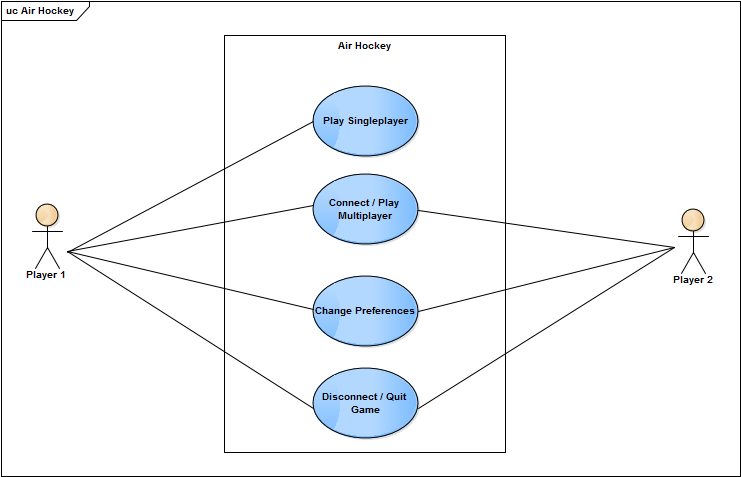 uc Air Hockey
Air Hockey
Play Singleplayer
Connect / Play
Multiplayer
Player 1
Player 2
Change Preferences
Disconnect / Quit
Game